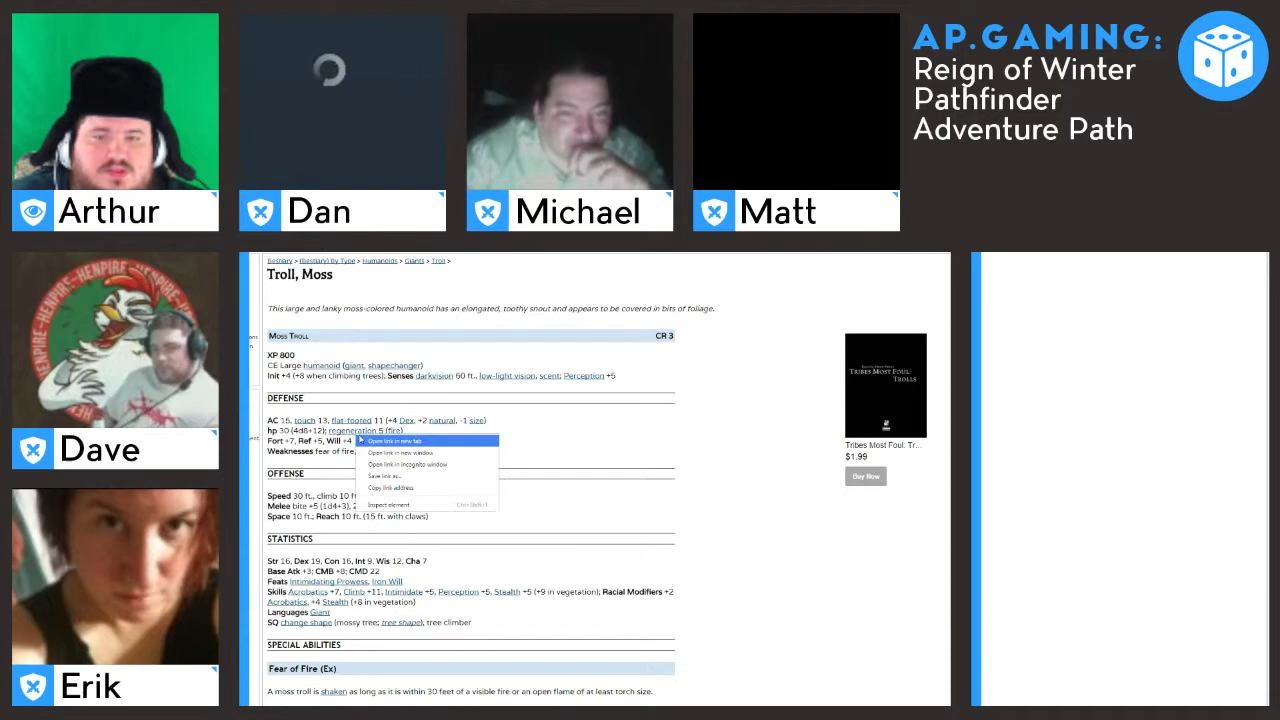 AP.GAMING:
Reign of Winter
Pathfinder
Adventure Path
Arthur
Dan
Michael
Matt
HENPIRE
Dave
Erik
Bestiary > (Bestiary) By Type > Humanoids > Giants > Troll >
Troll, Moss
This large and lanky moss-colored humanoid has an elongated, toothy snout and appears to be covered in bits of foliage.
Moss Troll CR 3
XP 800
CE Large humanoid (giant, shapechanger)
Init +4 (+8 when climbing trees); Senses darkvision 60 ft., low-light vision, scent; Perception +5
DEFENSE
AC 15, touch 13, flat-footed 11 (+4 Dex, +2 natural, -1 size)
hp 30 (4d8+12); regeneration 5 (fire)
Fort +7, Ref +5, Will +4
Weaknesses fear of fire,
Open link in new tab
Open link in new window
Open link in incognito window
Save link as...
Copy link address
Inspect element Ctrl+Shift+I
OFFENSE
Speed 30 ft., climb 10 ft
Melee bite +5 (1d4+3), 2
Space 10 ft.; Reach 10 ft. (15 ft. with claws)
STATISTICS
Str 16, Dex 19, Con 16, Int 9, Wis 12, Cha 7
Base Atk +3; CMB +8; CMD 22
Feats Intimidating Prowess, Iron Will
Skills Acrobatics +7, Climb +11, Intimidate +5, Perception +5, Stealth +5 (+9 in vegetation); Racial Modifiers +2
Acrobatics, +4 Stealth (+8 in vegetation)
Languages Giant
SQ change shape (mossy tree; tree shape), tree climber
SPECIAL ABILITIES
Fear of Fire (Ex)
A moss troll is shaken as long as it is within 30 feet of a visible fire or an open flame of at least torch size.
TRIBES MOST FOUL:
TROLLS
Tribes Most Foul: Tr...
$1.99
Buy Now